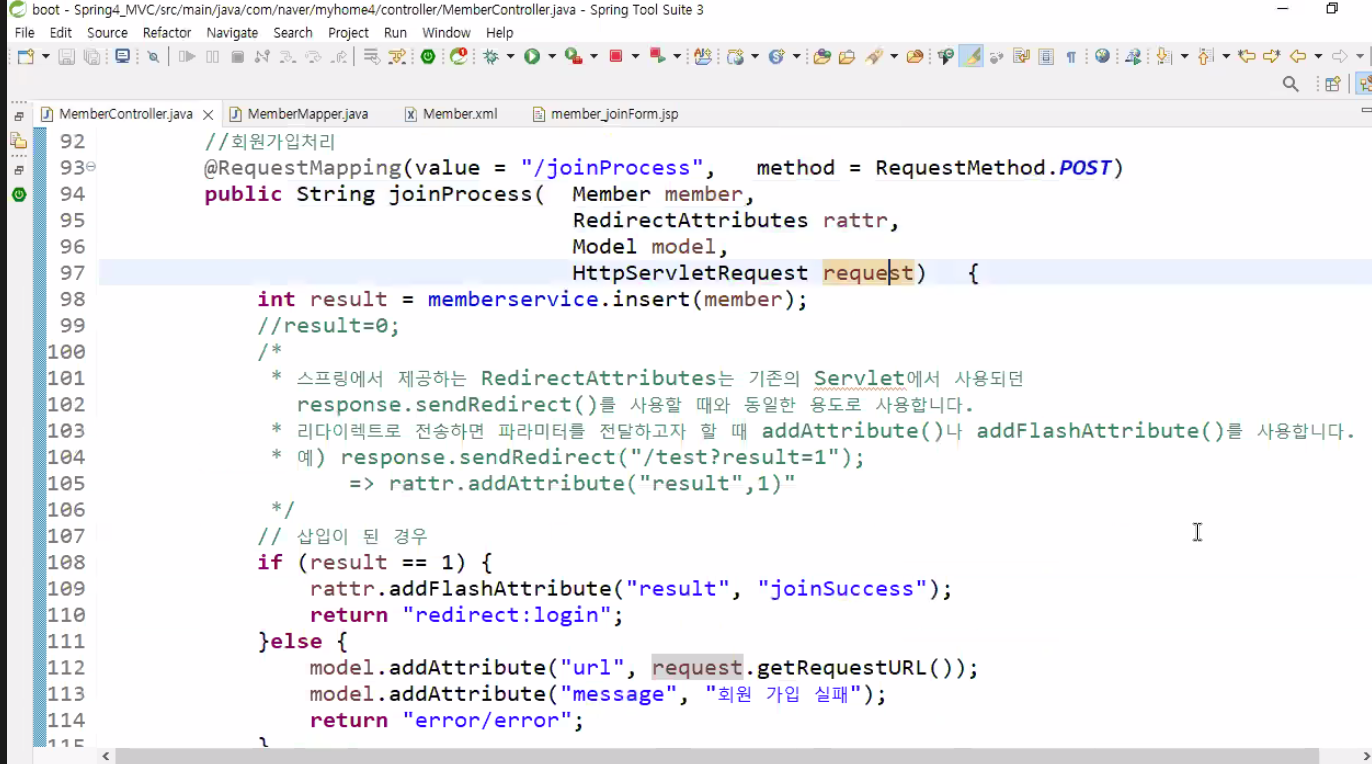 boot - Spring4_MVC/src/main/java/com/naver/myhome4/controller/MemberController.java - Spring Tool Suite 3
File Edit Source Refactor Navigate Search Project Run Window Help
MemberController.java MemberMapper.java Member.xml member_joinForm.jsp
92 //회원가입처리
93 @RequestMapping(value = "/joinProcess", method = RequestMethod.POST)
94 public String joinProcess( Member member,
95 RedirectAttributes rattr,
96 Model model,
97 HttpServletRequest request) {
98 int result = memberservice.insert(member);
99 //result=0;
100 /*
101 * 스프링에서 제공하는 RedirectAttributes는 기존의 Servlet에서 사용되던
102 response.sendRedirect()를 사용할 때와 동일한 용도로 사용합니다.
103 * 리다이렉트로 전송하면 파라미터를 전달하고자 할 때 addAttribute()나 addFlashAttribute()를 사용합니다.
104 * 예) response.sendRedirect("/test?result=1");
105 => rattr.addAttribute("result",1)"
106 */
107 // 삽입이 된 경우
108 if (result == 1) {
109 rattr.addFlashAttribute("result", "joinSuccess");
110 return "redirect:login";
111 }else {
112 model.addAttribute("url", request.getRequestURL());
113 model.addAttribute("message", "회원 가입 실패");
114 return "error/error";
115 }